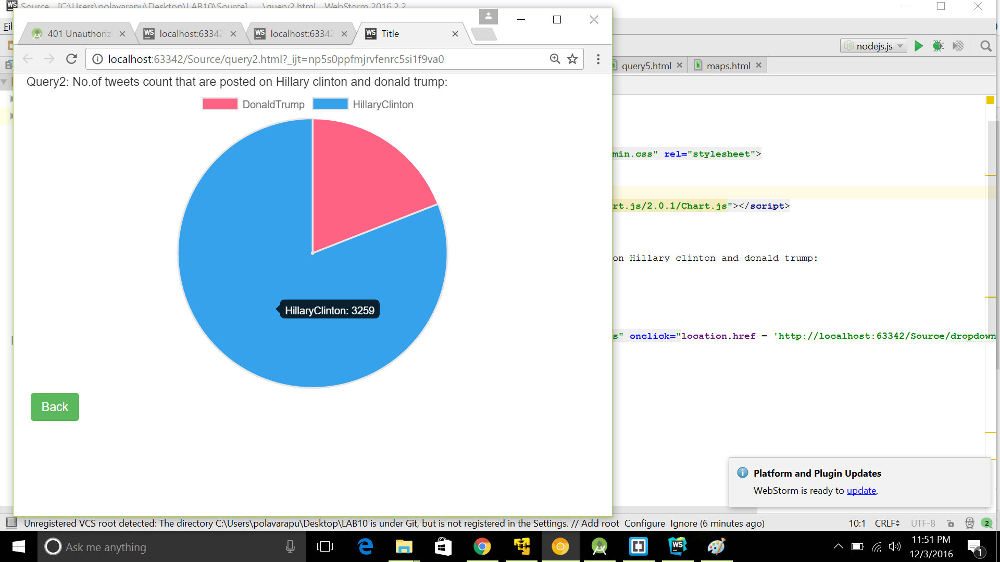 WS Source - [C:\Users\polavarapu\Desktop\LAB10\Source] - ...\query2.html - WebStorm 2016.2.2
Fil
401 Unauthoriz
WS localhost:63342
WS localhost:63342
WS Title
localhost:63342/Source/query2.html?_ijt=np5s0ppfmjrvfenrc5si1f9va0
nodejs.js
query5.html
maps.html
Query2: No.of tweets count that are posted on Hillary clinton and donald trump:
DonaldTrump HillaryClinton
HillaryClinton: 3259
Back
min.css" rel="stylesheet">
rt.js/2.0.1/Chart.js"></script>
on Hillary clinton and donald trump:
s" onclick="location.href = 'http://localhost:63342/Source/dropdown
Platform and Plugin Updates
WebStorm is ready to update.
Unregistered VCS root detected: The directory C:\Users\polavarapu\Desktop\LAB10 is under Git, but is not registered in the Settings. // Add root Configure Ignore (6 minutes ago)
10:1 CRLF UTF-8 2
Ask me anything
WS
11:51 PM
12/3/2016
1